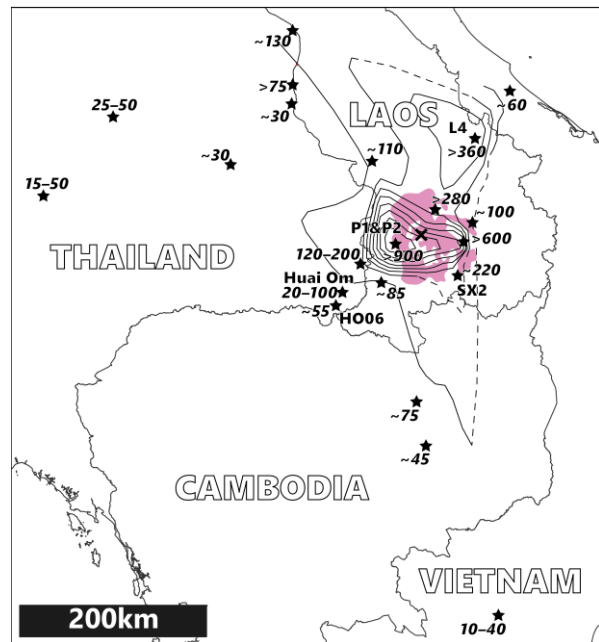 ~130
>75
~30
25–50
~30
15–50
LAOS
~60
L4
>360
~110
>280
~100
P1&P2
>600
>900
THAILAND
120–200
~220
Huai Om
SX2
20–100
~85
~55
HO06
~75
~45
CAMBODIA
VIETNAM
200km
10–40